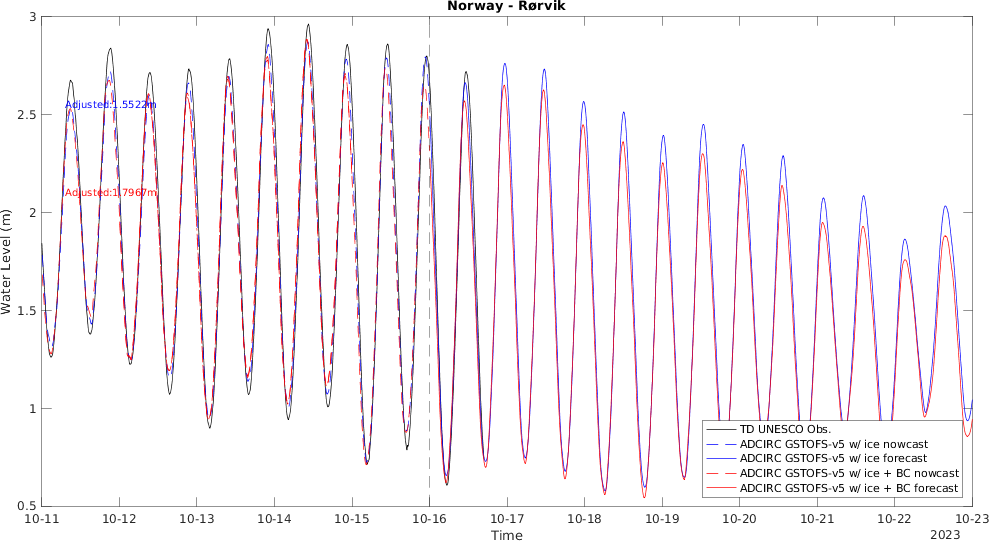 Norway - Rørvik
3
2.5
2
1.5
1
0.5
Water Level (m)
Adjusted:1.5522m
Adjusted:1.7967m
TD UNESCO Obs.
ADCIRC GSTOFS-v5 w/ ice nowcast
ADCIRC GSTOFS-v5 w/ ice forecast
ADCIRC GSTOFS-v5 w/ ice + BC nowcast
ADCIRC GSTOFS-v5 w/ ice + BC forecast
10-11 10-12 10-13 10-14 10-15 10-16 10-17 10-18 10-19 10-20 10-21 10-22 10-23
Time
2023